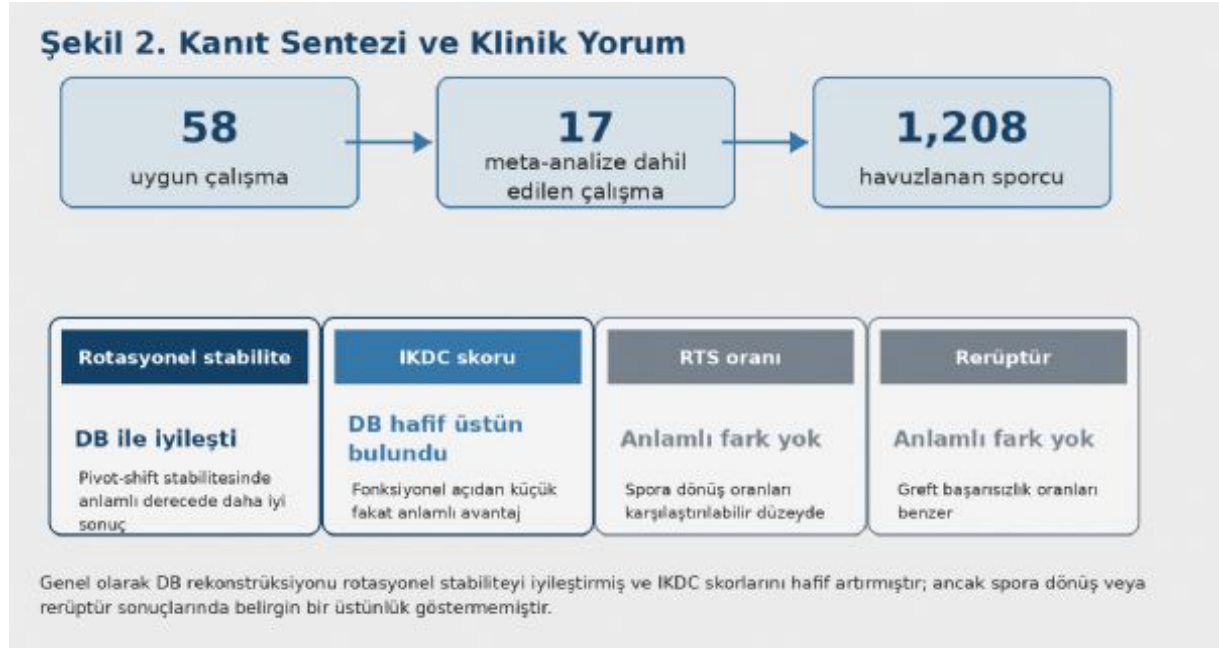 Şekil 2. Kanıt Sentezi ve Klinik Yorum
58
uygun çalışma
17
meta-analize dahil
edilen çalışma
1,208
havuzlanan sporcu
Rotasyonel stabilite
DB ile iyileşti
Pivot-shift stabilitesinde
anlamlı derecede daha iyi
sonuç
IKDC skoru
DB hafif üstün
bulundu
Fonksiyonel açıdan küçük
fakat anlamlı avantaj
RTS oranı
Anlamlı fark yok
Spora dönüş oranları
karşılaştırılabilir düzeyde
Rerüptür
Anlamlı fark yok
Greft başarısızlık oranları
benzer
Genel olarak DB rekonstrüksiyonu rotasyonel stabiliteyi iyileştirmiş ve IKDC skorlarını hafif artırmıştır; ancak spora dönüş veya
rerüptür sonuçlarında belirgin bir üstünlük göstermemiştir.